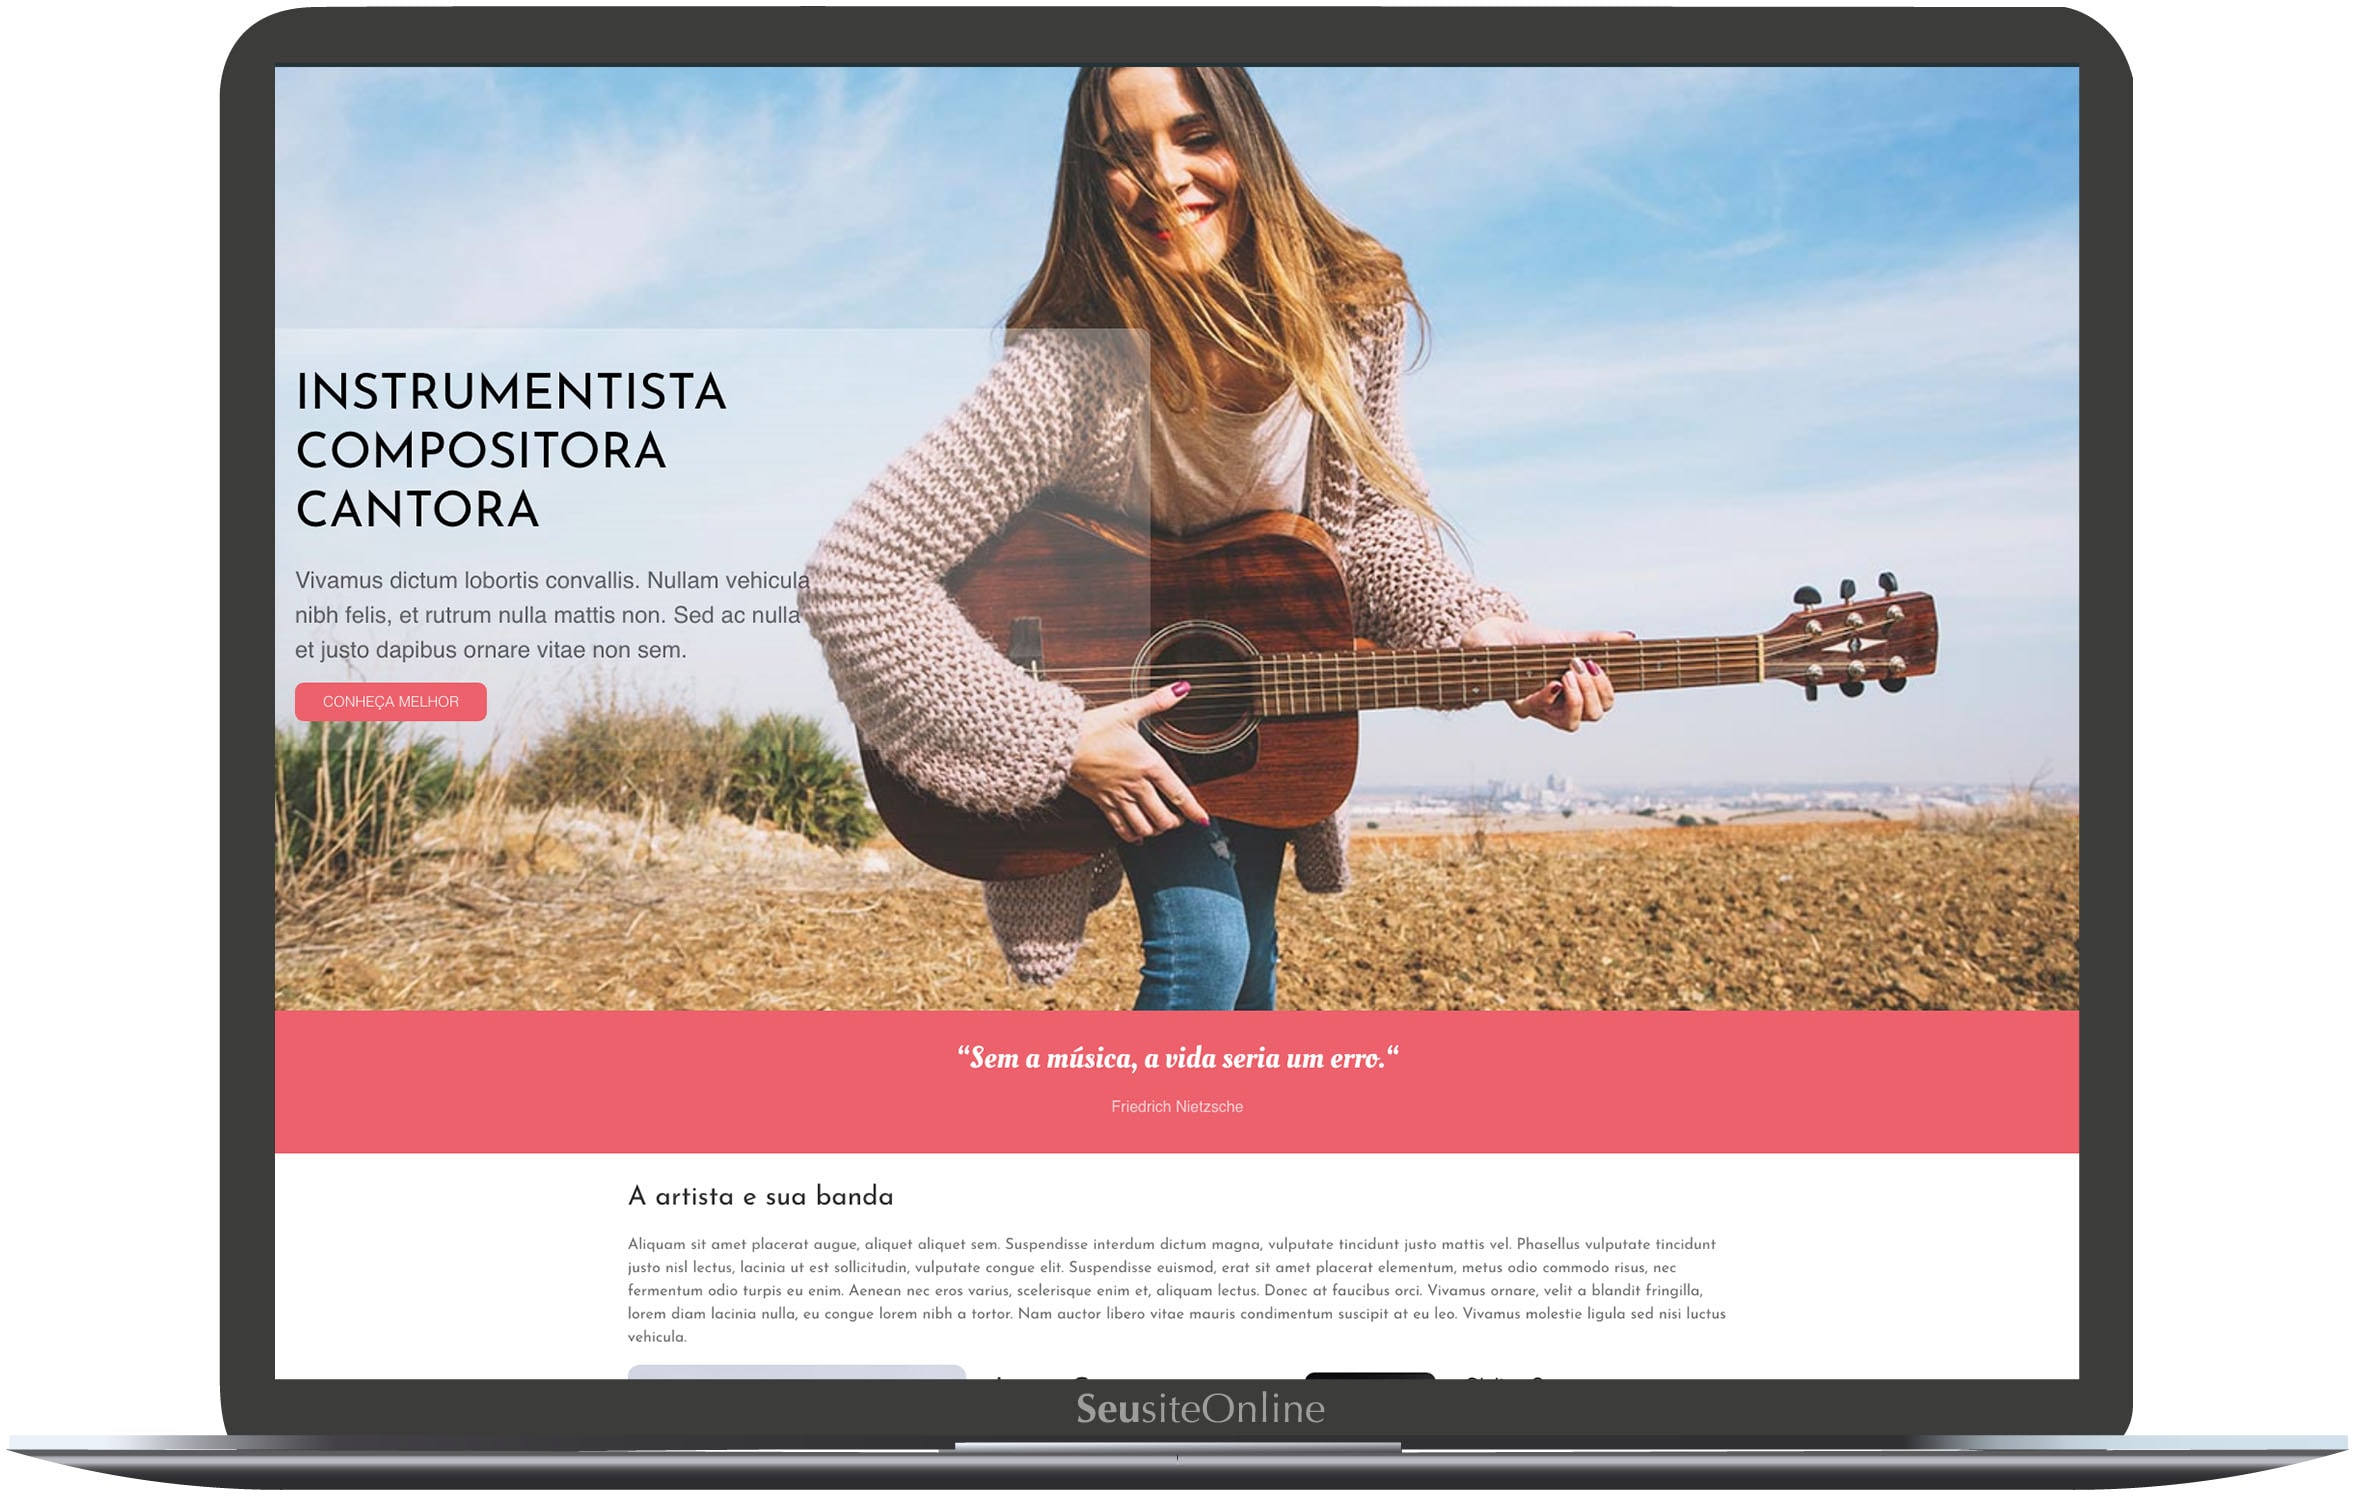 INSTRUMENTISTA
COMPOSITORA
CANTORA
Vivamus dictum lobortis convallis. Nullam vehicula
nibh felis, et rutrum nulla mattis non. Sed ac nulla
et justo dapibus ornare vitae non sem.
CONHEÇA MELHOR
“Sem a música, a vida seria um erro.“
Friedrich Nietzsche
A artista e sua banda
Aliquam sit amet placerat augue, aliquet aliquet sem. Suspendisse interdum dictum magna, vulputate tincidunt justo mattis vel. Phasellus vulputate tincidunt
justo nisl lectus, lacinia ut est sollicitudin, vulputate congue elit. Suspendisse euismod, erat sit amet placerat elementum, metus odio commodo risus, nec
fermentum odio turpis eu enim. Aenean nec eros varius, scelerisque enim et, aliquam lectus. Donec at faucibus orci. Vivamus ornare, velit a blandit fringilla,
lorem diam lacinia nulla, eu congue lorem nibh a tortor. Nam auctor libero vitae mauris condimentum suscipit at eu leo. Vivamus molestie ligula sed nisi luctus
vehicula.
SeusiteOnline